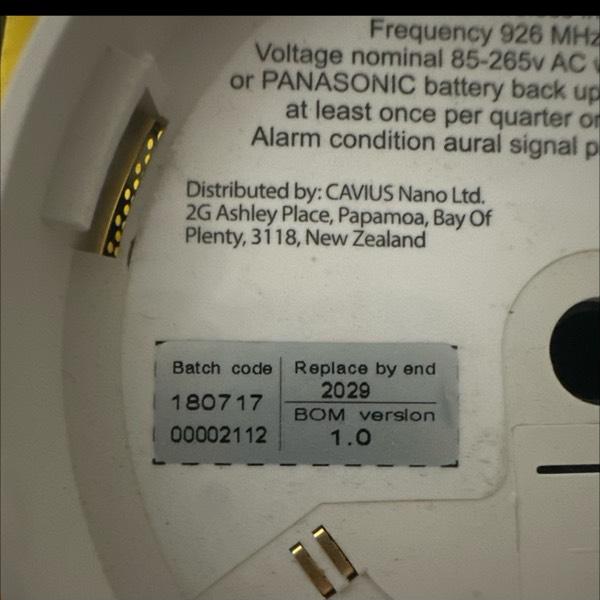 Frequency 926 MHz
Voltage nominal 85-265v AC
or PANASONIC battery back up
at least once per quarter or
Alarm condition aural signal
Distributed by: CAVIUS Nano Ltd.
2G Ashley Place, Papamoa, Bay Of
Plenty, 3118, New Zealand
Batch code
180717
00002112
Replace by end
2029
BOM version
1.0